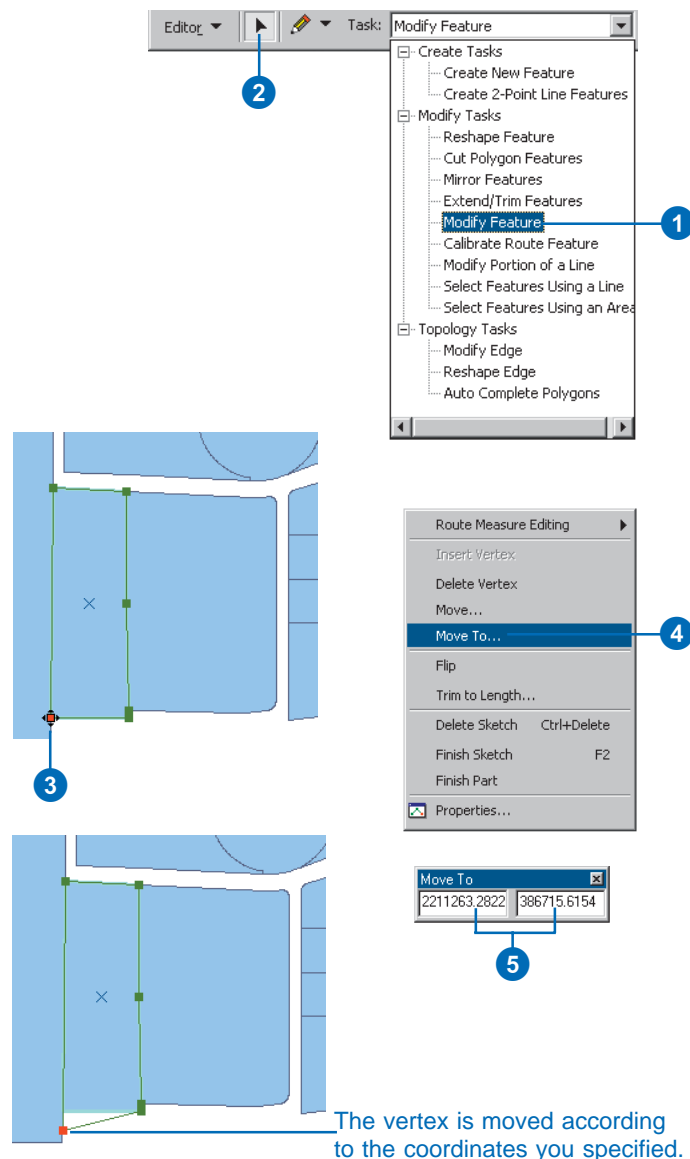 Editor Task: Modify Feature
2
Create Tasks
Create New Feature
Create 2-Point Line Features
Modify Tasks
Reshape Feature
Cut Polygon Features
Mirror Features
Extend/Trim Features
Modify Feature
1
Calibrate Route Feature
Modify Portion of a Line
Select Features Using a Line
Select Features Using an Area
Topology Tasks
Modify Edge
Reshape Edge
Auto Complete Polygons
3
Route Measure Editing
Insert Vertex
Delete Vertex
Move...
Move To...
4
Flip
Trim to Length...
Delete Sketch Ctrl+Delete
Finish Sketch F2
Finish Part
Properties...
Move To
2211263.2822 386715.6154
5
The vertex is moved according
to the coordinates you specified.